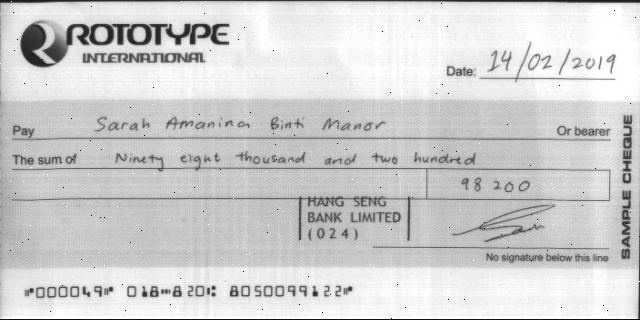 ROTOTYPE
INTERNATIONAL
Date: 14/02/2019
Pay Sarah Amanina Binti Manor Or bearer
The sum of Ninety eight thousand and two hundred
98 200
HANG SENG
BANK LIMITED
(024)
No signature below this line
SAMPLE CHEQUE
⑈000049⑈ 018⑉820⑆ 805009912⑉2⑈